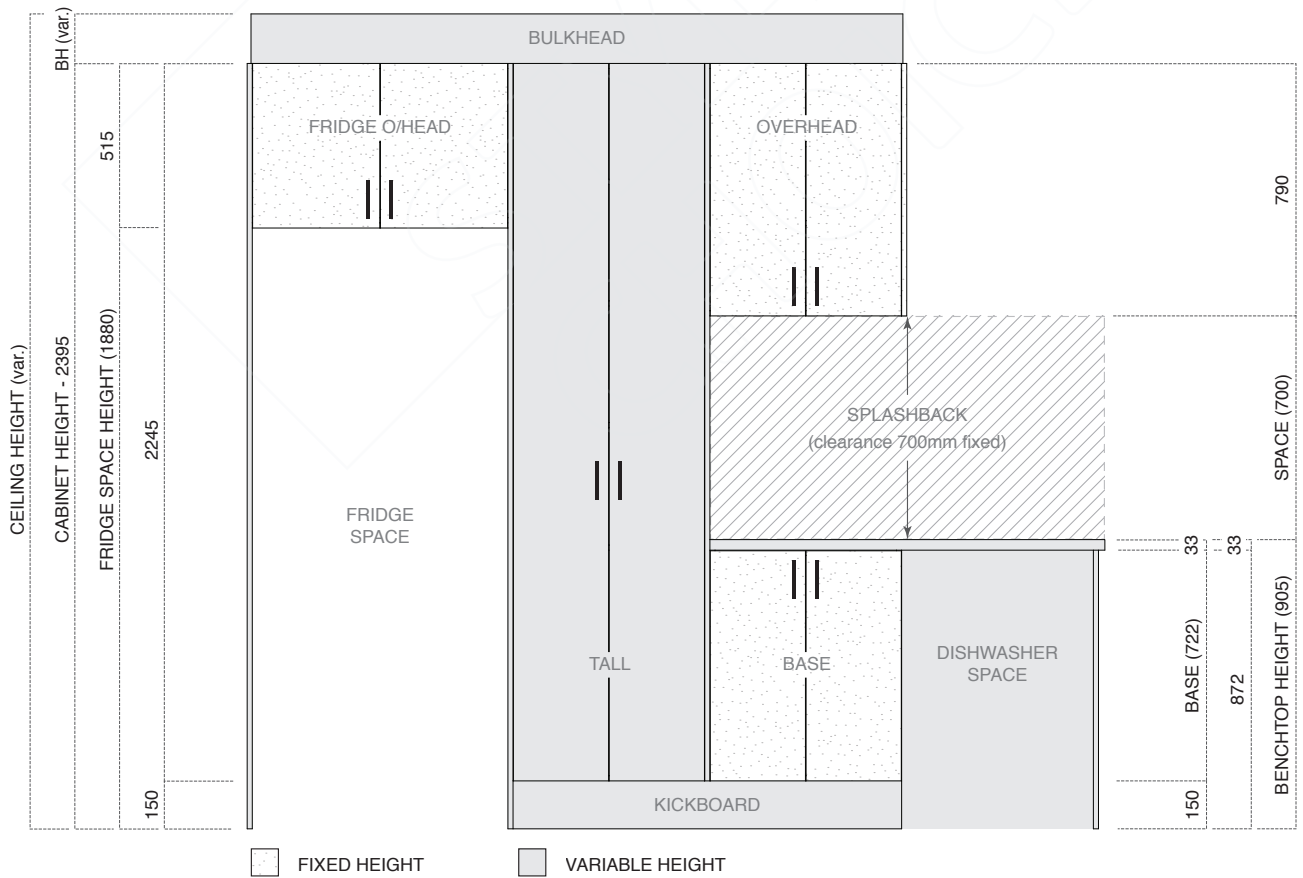 BULKHEAD
FRIDGE O/HEAD
OVERHEAD
SPLASHBACK
(clearance 700mm fixed)
FRIDGE
SPACE
TALL
BASE
DISHWASHER
SPACE
KICKBOARD
CEILING HEIGHT (var.)
BH (var.)
CABINET HEIGHT - 2395
515
FRIDGE SPACE HEIGHT (1880)
2245
150
790
SPACE (700)
33
33
BASE (722)
872
BENCHTOP HEIGHT (905)
150
FIXED HEIGHT
VARIABLE HEIGHT